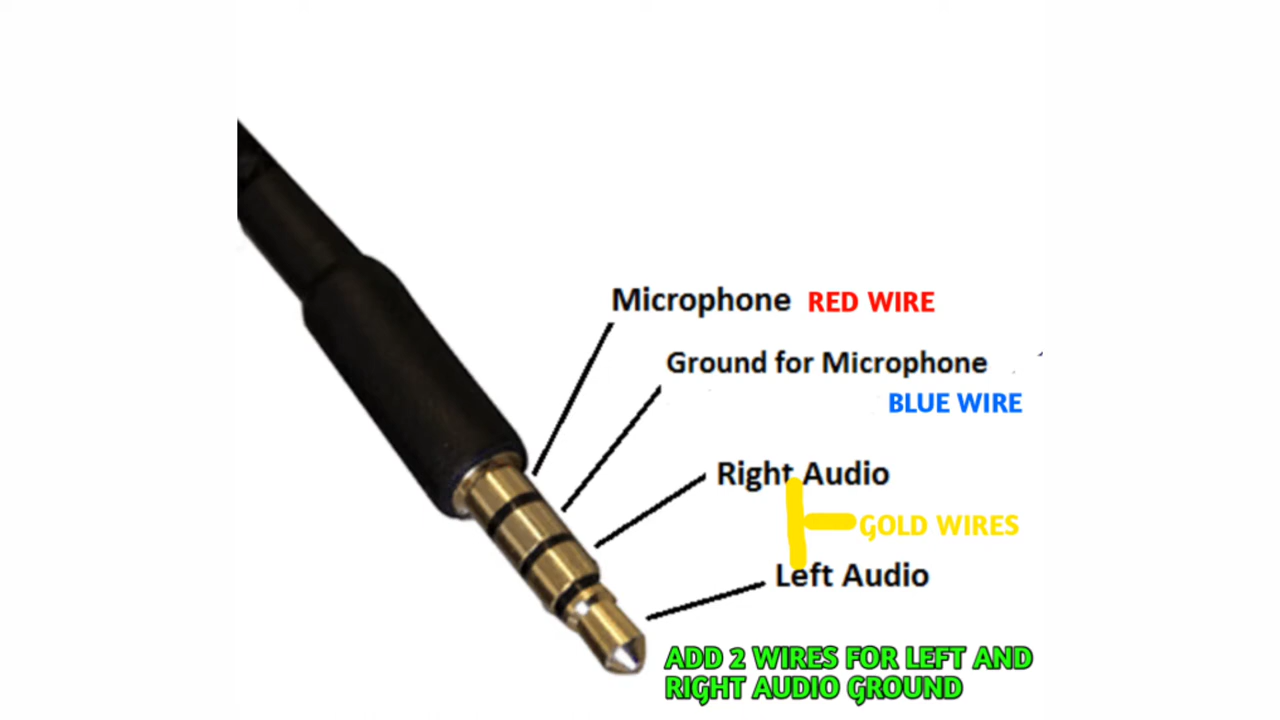 Microphone RED WIRE
Ground for Microphone
BLUE WIRE
Right Audio
GOLD WIRES
Left Audio
ADD 2 WIRES FOR LEFT AND
RIGHT AUDIO GROUND